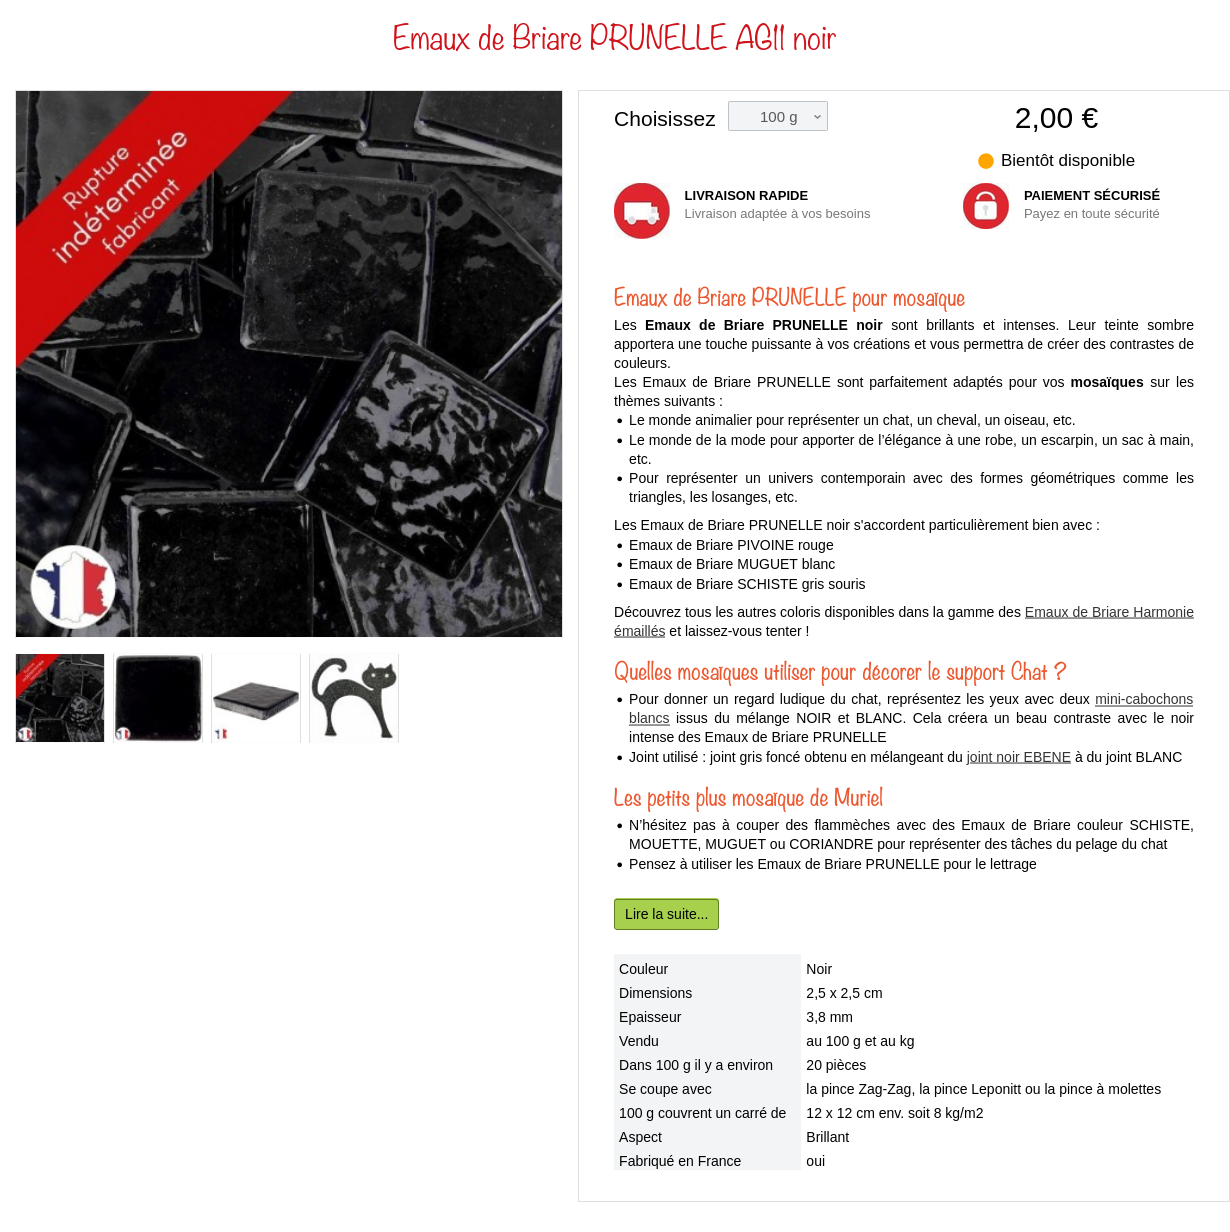 Emaux de Briare PRUNELLE AG11 noir
Rupture
indéterminée
fabricant
Choisissez
100 g
2,00 €
Bientôt disponible
LIVRAISON RAPIDE
Livraison adaptée à vos besoins
PAIEMENT SÉCURISÉ
Payez en toute sécurité
Emaux de Briare PRUNELLE pour mosaïque
Les Emaux de Briare PRUNELLE noir sont brillants et intenses. Leur teinte sombre
apportera une touche puissante à vos créations et vous permettra de créer des contrastes de
couleurs.
Les Emaux de Briare PRUNELLE sont parfaitement adaptés pour vos mosaïques sur les
thèmes suivants :
• Le monde animalier pour représenter un chat, un cheval, un oiseau, etc.
• Le monde de la mode pour apporter de l’élégance à une robe, un escarpin, un sac à main,
etc.
• Pour représenter un univers contemporain avec des formes géométriques comme les
triangles, les losanges, etc.
Les Emaux de Briare PRUNELLE noir s'accordent particulièrement bien avec :
• Emaux de Briare PIVOINE rouge
• Emaux de Briare MUGUET blanc
• Emaux de Briare SCHISTE gris souris
Découvrez tous les autres coloris disponibles dans la gamme des Emaux de Briare Harmonie
émaillés et laissez-vous tenter !
Quelles mosaïques utiliser pour décorer le support Chat ?
• Pour donner un regard ludique du chat, représentez les yeux avec deux mini-cabochons
blancs issus du mélange NOIR et BLANC. Cela créera un beau contraste avec le noir
intense des Emaux de Briare PRUNELLE
• Joint utilisé : joint gris foncé obtenu en mélangeant du joint noir EBENE à du joint BLANC
Les petits plus mosaïque de Muriel
• N’hésitez pas à couper des flammèches avec des Emaux de Briare couleur SCHISTE,
MOUETTE, MUGUET ou CORIANDRE pour représenter des tâches du pelage du chat
• Pensez à utiliser les Emaux de Briare PRUNELLE pour le lettrage
Lire la suite...
Couleur Noir
Dimensions 2,5 x 2,5 cm
Epaisseur 3,8 mm
Vendu au 100 g et au kg
Dans 100 g il y a environ 20 pièces
Se coupe avec la pince Zag-Zag, la pince Leponitt ou la pince à molettes
100 g couvrent un carré de 12 x 12 cm env. soit 8 kg/m2
Aspect Brillant
Fabriqué en France oui